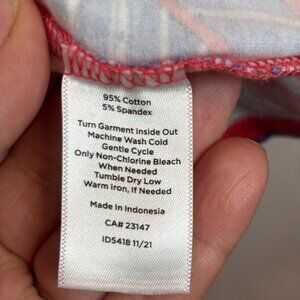 95% Cotton
5% Spandex
Turn Garment Inside Out
Machine Wash Cold
Gentle Cycle
Only Non-Chlorine Bleach
When Needed
Tumble Dry Low
Warm Iron, If Needed
Made in Indonesia
CA# 23147
ID5418 11/21